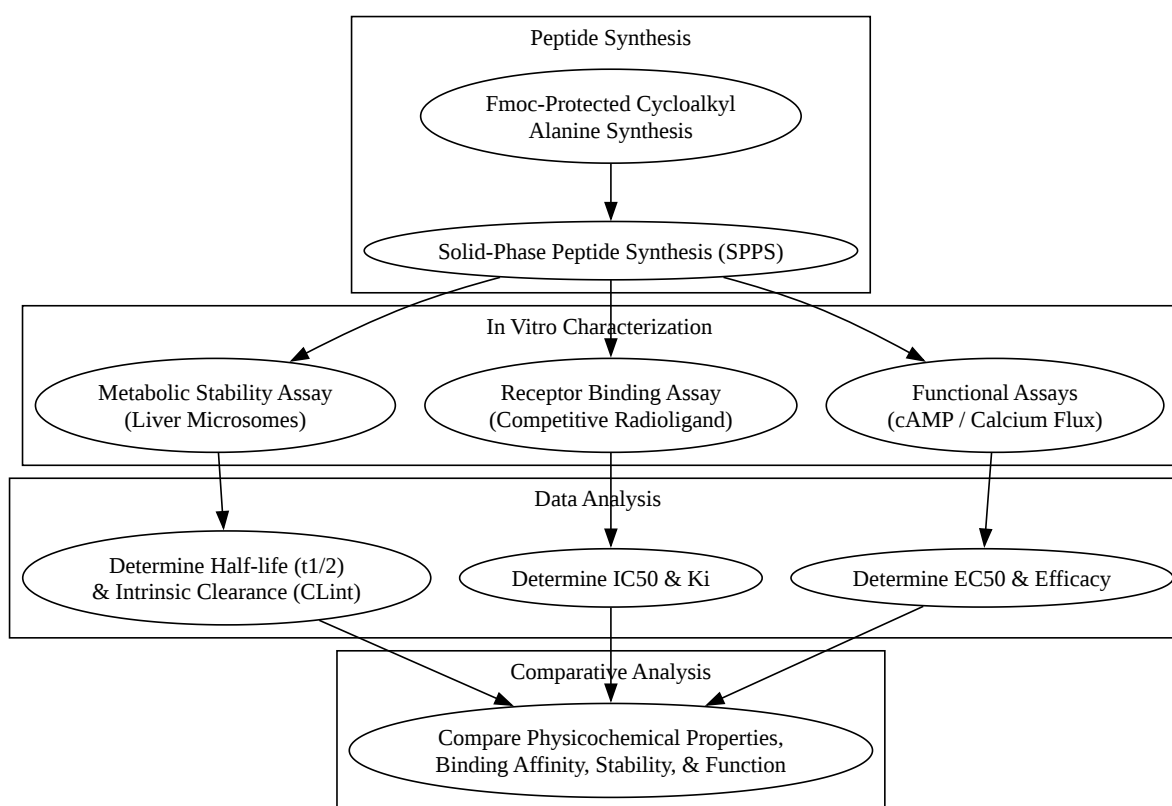 Peptide Synthesis
Fmoc-Protected Cycloalkyl
Alanine Synthesis
Solid-Phase Peptide Synthesis (SPPS)
In Vitro Characterization
Metabolic Stability Assay
(Liver Microsomes)
Receptor Binding Assay
(Competitive Radioligand)
Functional Assays
(cAMP / Calcium Flux)
Data Analysis
Determine Half-life (t1/2)
& Intrinsic Clearance (CLint)
Determine IC50 & Ki
Determine EC50 & Efficacy
Comparative Analysis
Compare Physicochemical Properties,
Binding Affinity, Stability, & Function